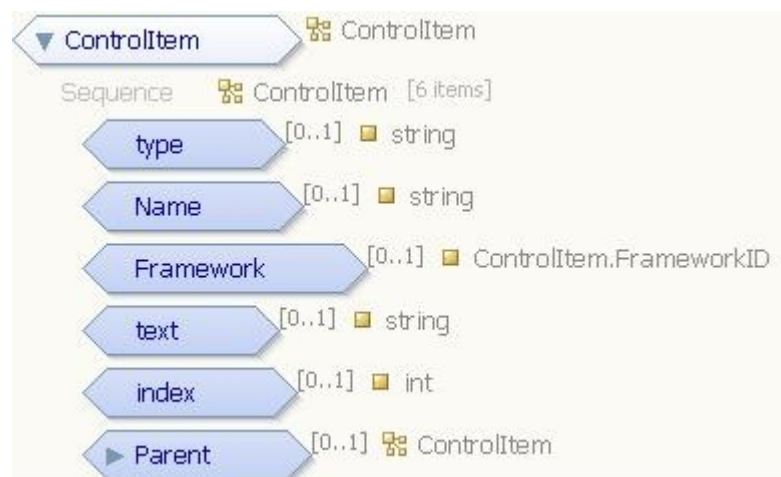 ControlItem ControlItem
Sequence ControlItem [6 items]
type [0..1] string
Name [0..1] string
Framework [0..1] ControlItem.FrameworkID
text [0..1] string
index [0..1] int
Parent [0..1] ControlItem